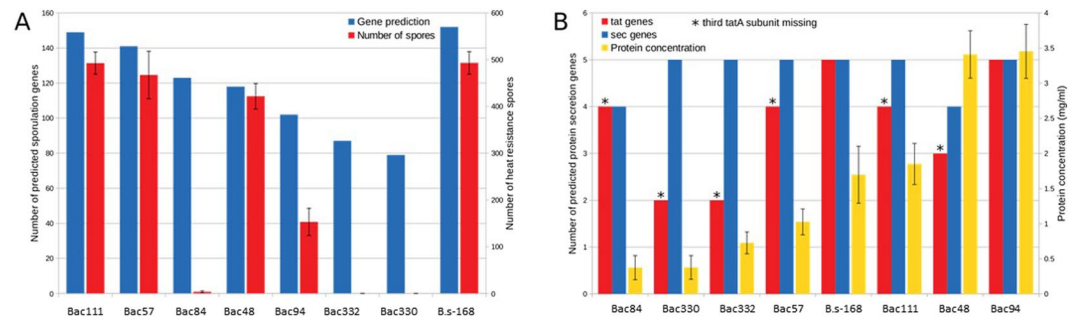 A
Gene prediction
Number of spores
Number of predicted sporulation genes
160
140
120
100
80
60
40
20
0
600
500
400
300
200
100
0
Number of heat resistance spores
Bac111 Bac57 Bac84 Bac48 Bac94 Bac332 Bac330 B.s-168
B
tat genes * third tatA subunit missing
sec genes
Protein concentration
Number of predicted protein secretion genes
6
5
4
3
2
1
0
* * * * * *
4
3.5
3
2.5
2
1.5
1
0.5
0
Protein concentration (mg/ml)
Bac84 Bac330 Bac332 Bac57 B.s-168 Bac111 Bac48 Bac94